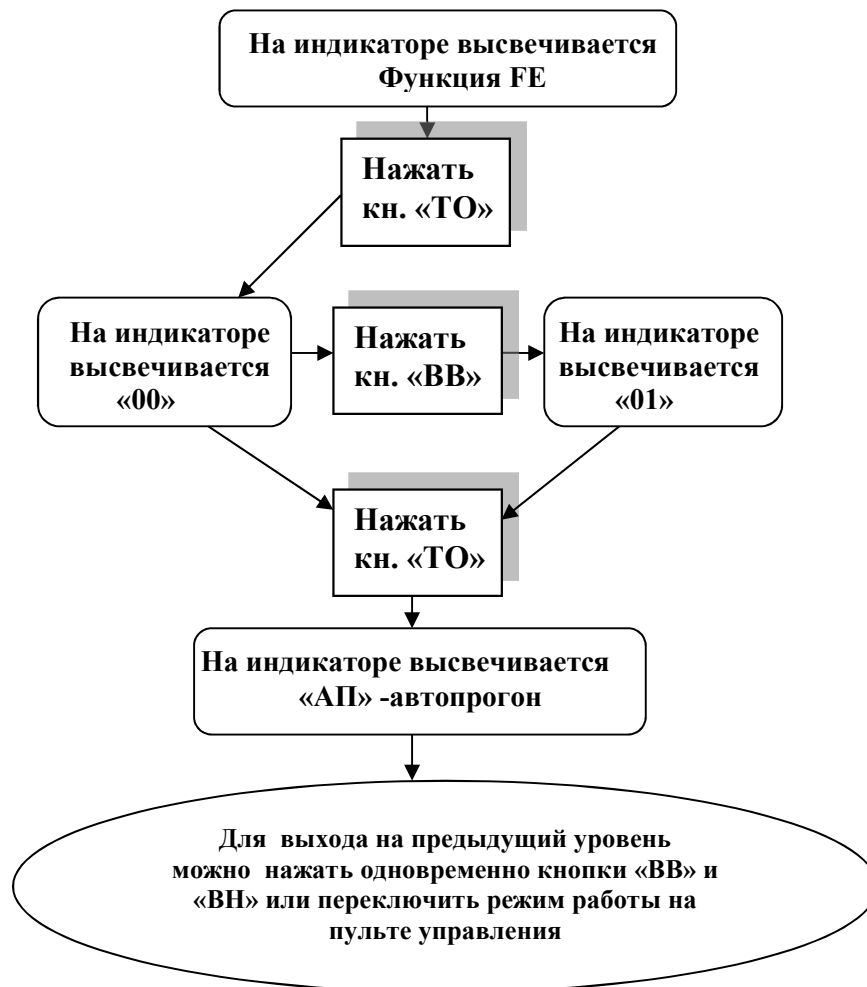 На индикаторе высвечивается
Функция FE
Нажать
кн. «ТО»
На индикаторе
высвечивается
«00»
Нажать
кн. «ВВ»
На индикаторе
высвечивается
«01»
Нажать
кн. «ТО»
На индикаторе высвечивается
«АП» -автопрогон
Для выхода на предыдущий уровень
можно нажать одновременно кнопки «ВВ» и
«ВН» или переключить режим работы на
пульте управления